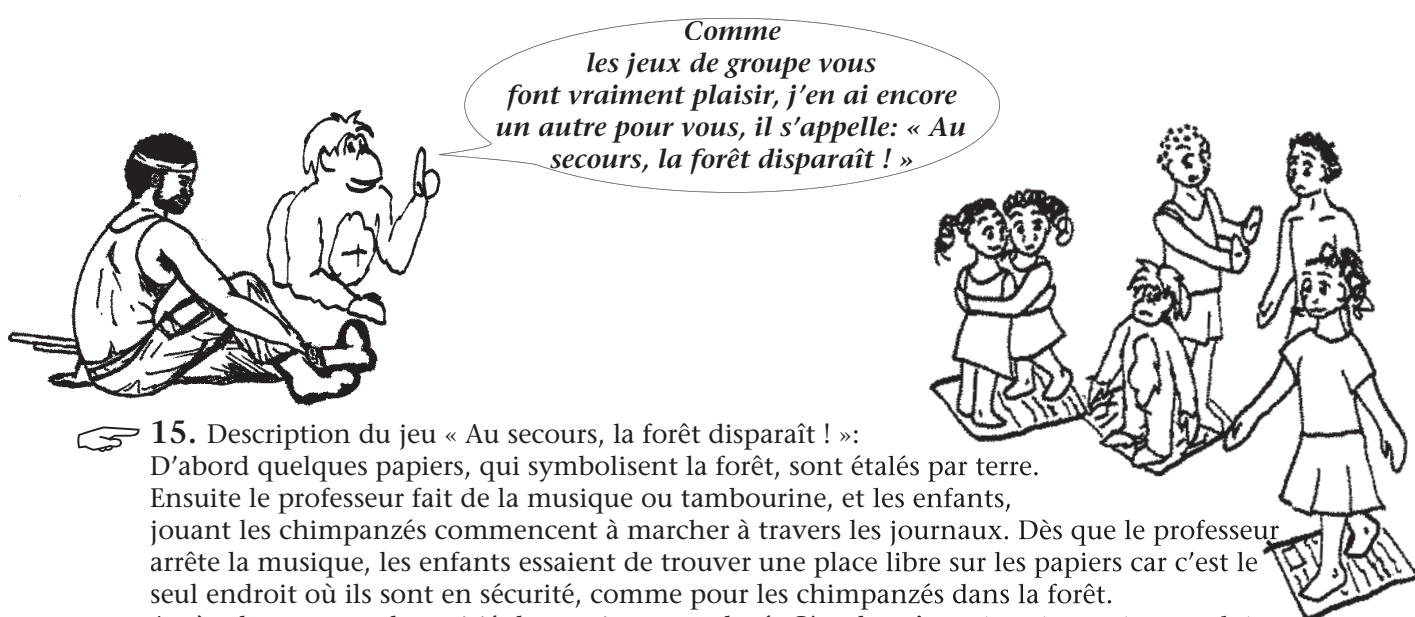 Comme
les jeux de groupe vous
font vraiment plaisir, j’en ai encore
un autre pour vous, il s’appelle: « Au
secours, la forêt disparaît ! »
15. Description du jeu « Au secours, la forêt disparaît ! »:
D’abord quelques papiers, qui symbolisent la forêt, sont étalés par terre.
Ensuite le professeur fait de la musique ou tambourine, et les enfants,
jouant les chimpanzés commencent à marcher à travers les journaux. Dès que le professeur
arrête la musique, les enfants essaient de trouver une place libre sur les papiers car c’est le
seul endroit où ils sont en sécurité, comme pour les chimpanzés dans la forêt.